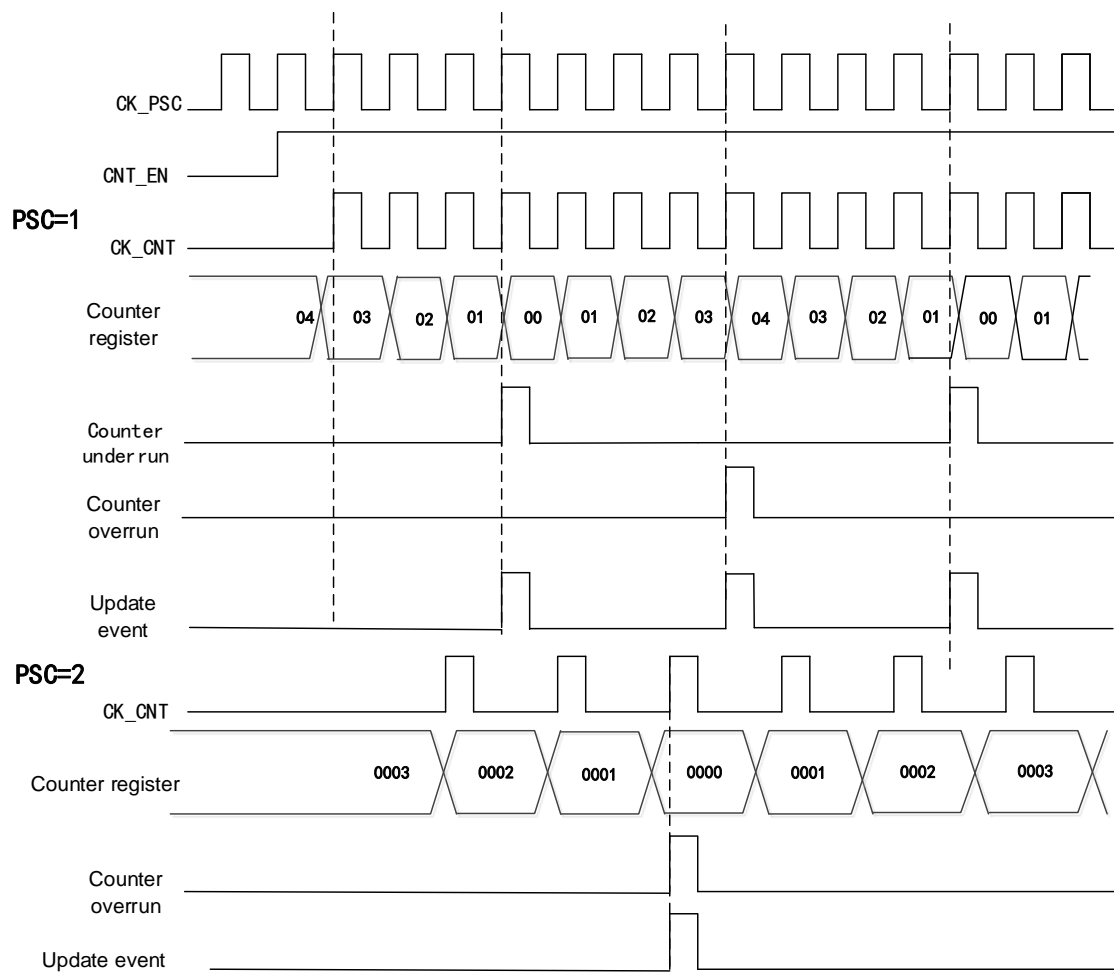 CK_PSC
CNT_EN
PSC=1
CK_CNT
Counter
register
04 03 02 01 00 01 02 03 04 03 02 01 00 01
Counter
underrun
Counter
overrun
Update
event
PSC=2
CK_CNT
Counter register
0003 0002 0001 0000 0001 0002 0003
Counter
overrun
Update event